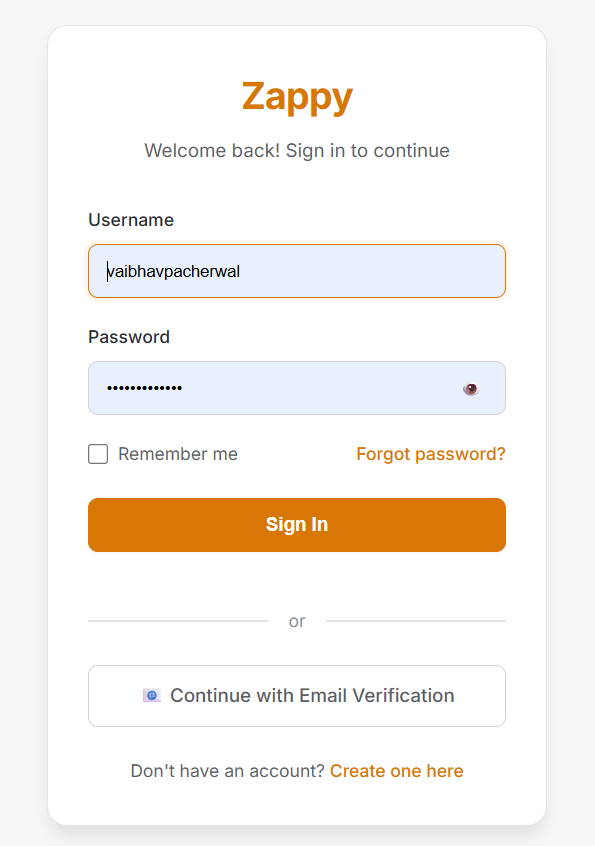 Zappy
Welcome back! Sign in to continue
Username
vaibhavpacherwal
Password
•••••••••••••
Remember me
Forgot password?
Sign In
or
Continue with Email Verification
Don't have an account? Create one here